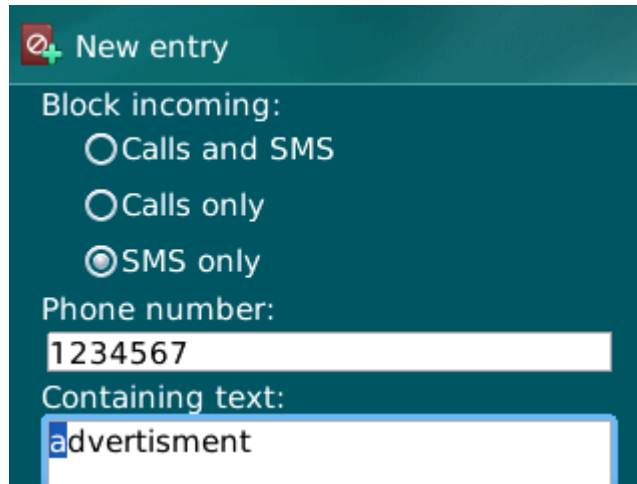 New entry
Block incoming:
Calls and SMS
Calls only
SMS only
Phone number:
1234567
Containing text:
advertisment